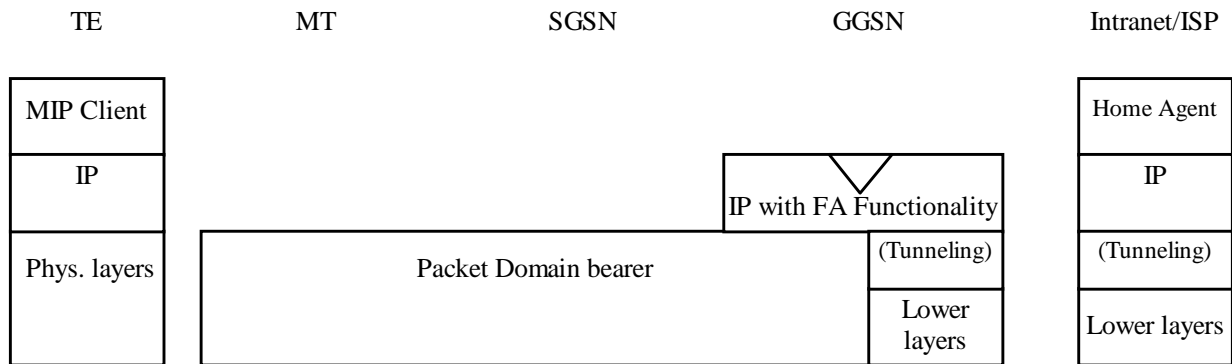 TE MT SGSN GGSN Intranet/ISP
MIP Client Home Agent
IP IP
IP with FA Functionality
Phys. layers Packet Domain bearer (Tunneling) (Tunneling)
Lower
layers
Lower layers